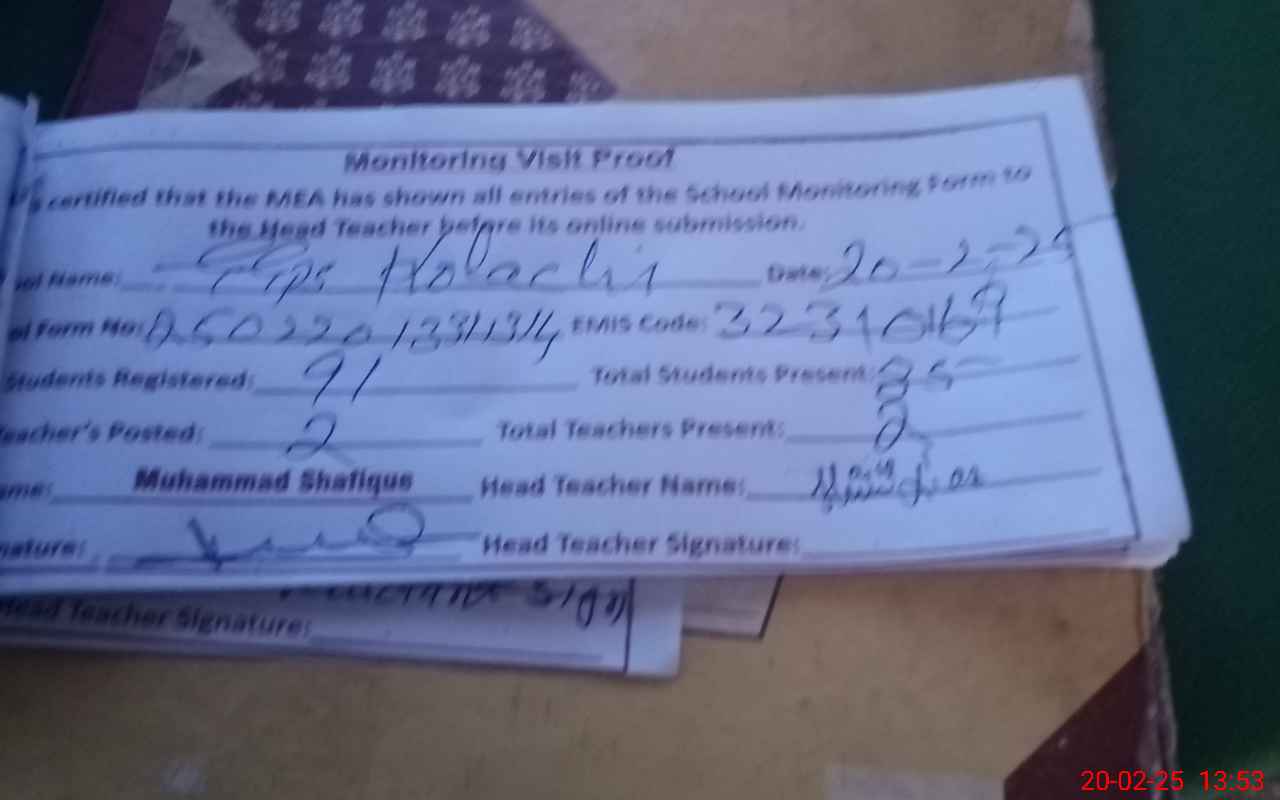 Monitoring Visit Proof
certified that the MEA has shown all entries of the School Monitoring Form to
the Head Teacher before its online submission.
Name: Gps Holachi Date: 20-2-25
Form No: EMIS Code: 32310169
Students Registered: 91 Total Students Present:
Teacher's Posted: 2 Total Teachers Present: 2
Muhammad Shafique Head Teacher Name:
Head Teacher Signature:
Head Teacher Signature:
20-02-25 13:53